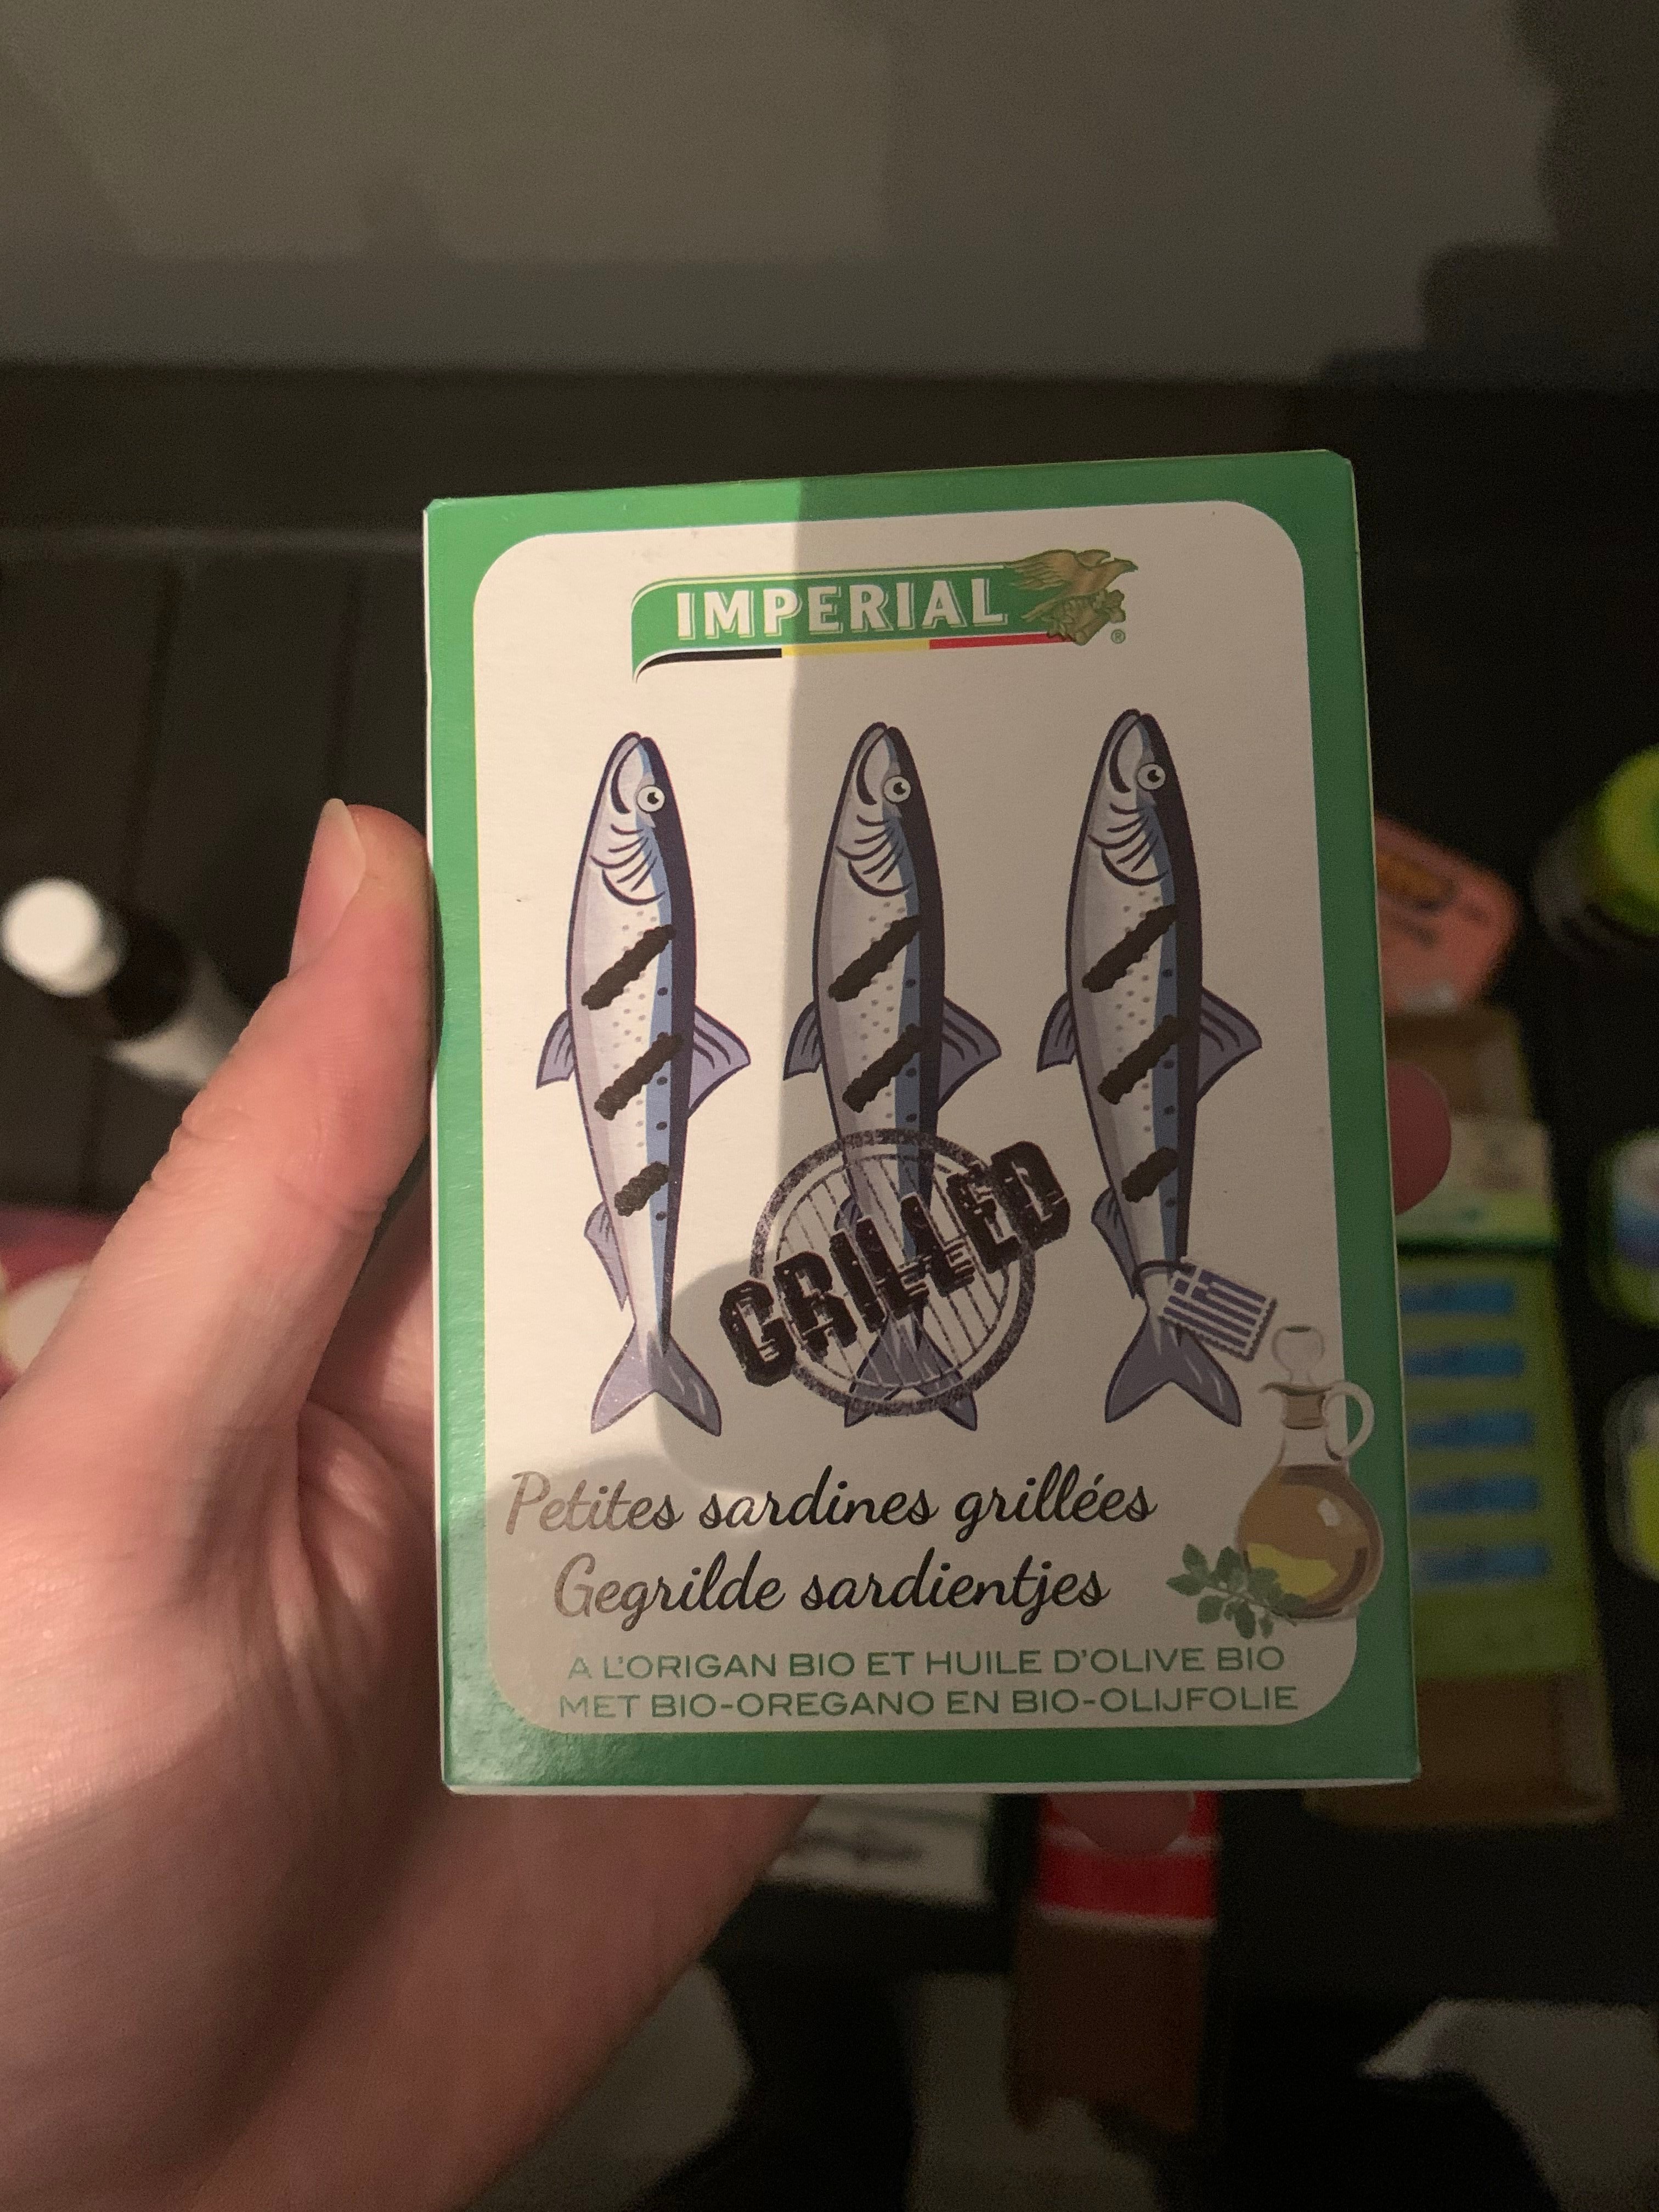 IMPERIAL
®
GRILLED
Petites sardines grillées
Gegrilde sardientjes
A L'ORIGAN BIO ET HUILE D'OLIVE BIO
MET BIO-OREGANO EN BIO-OLIJFOLIE